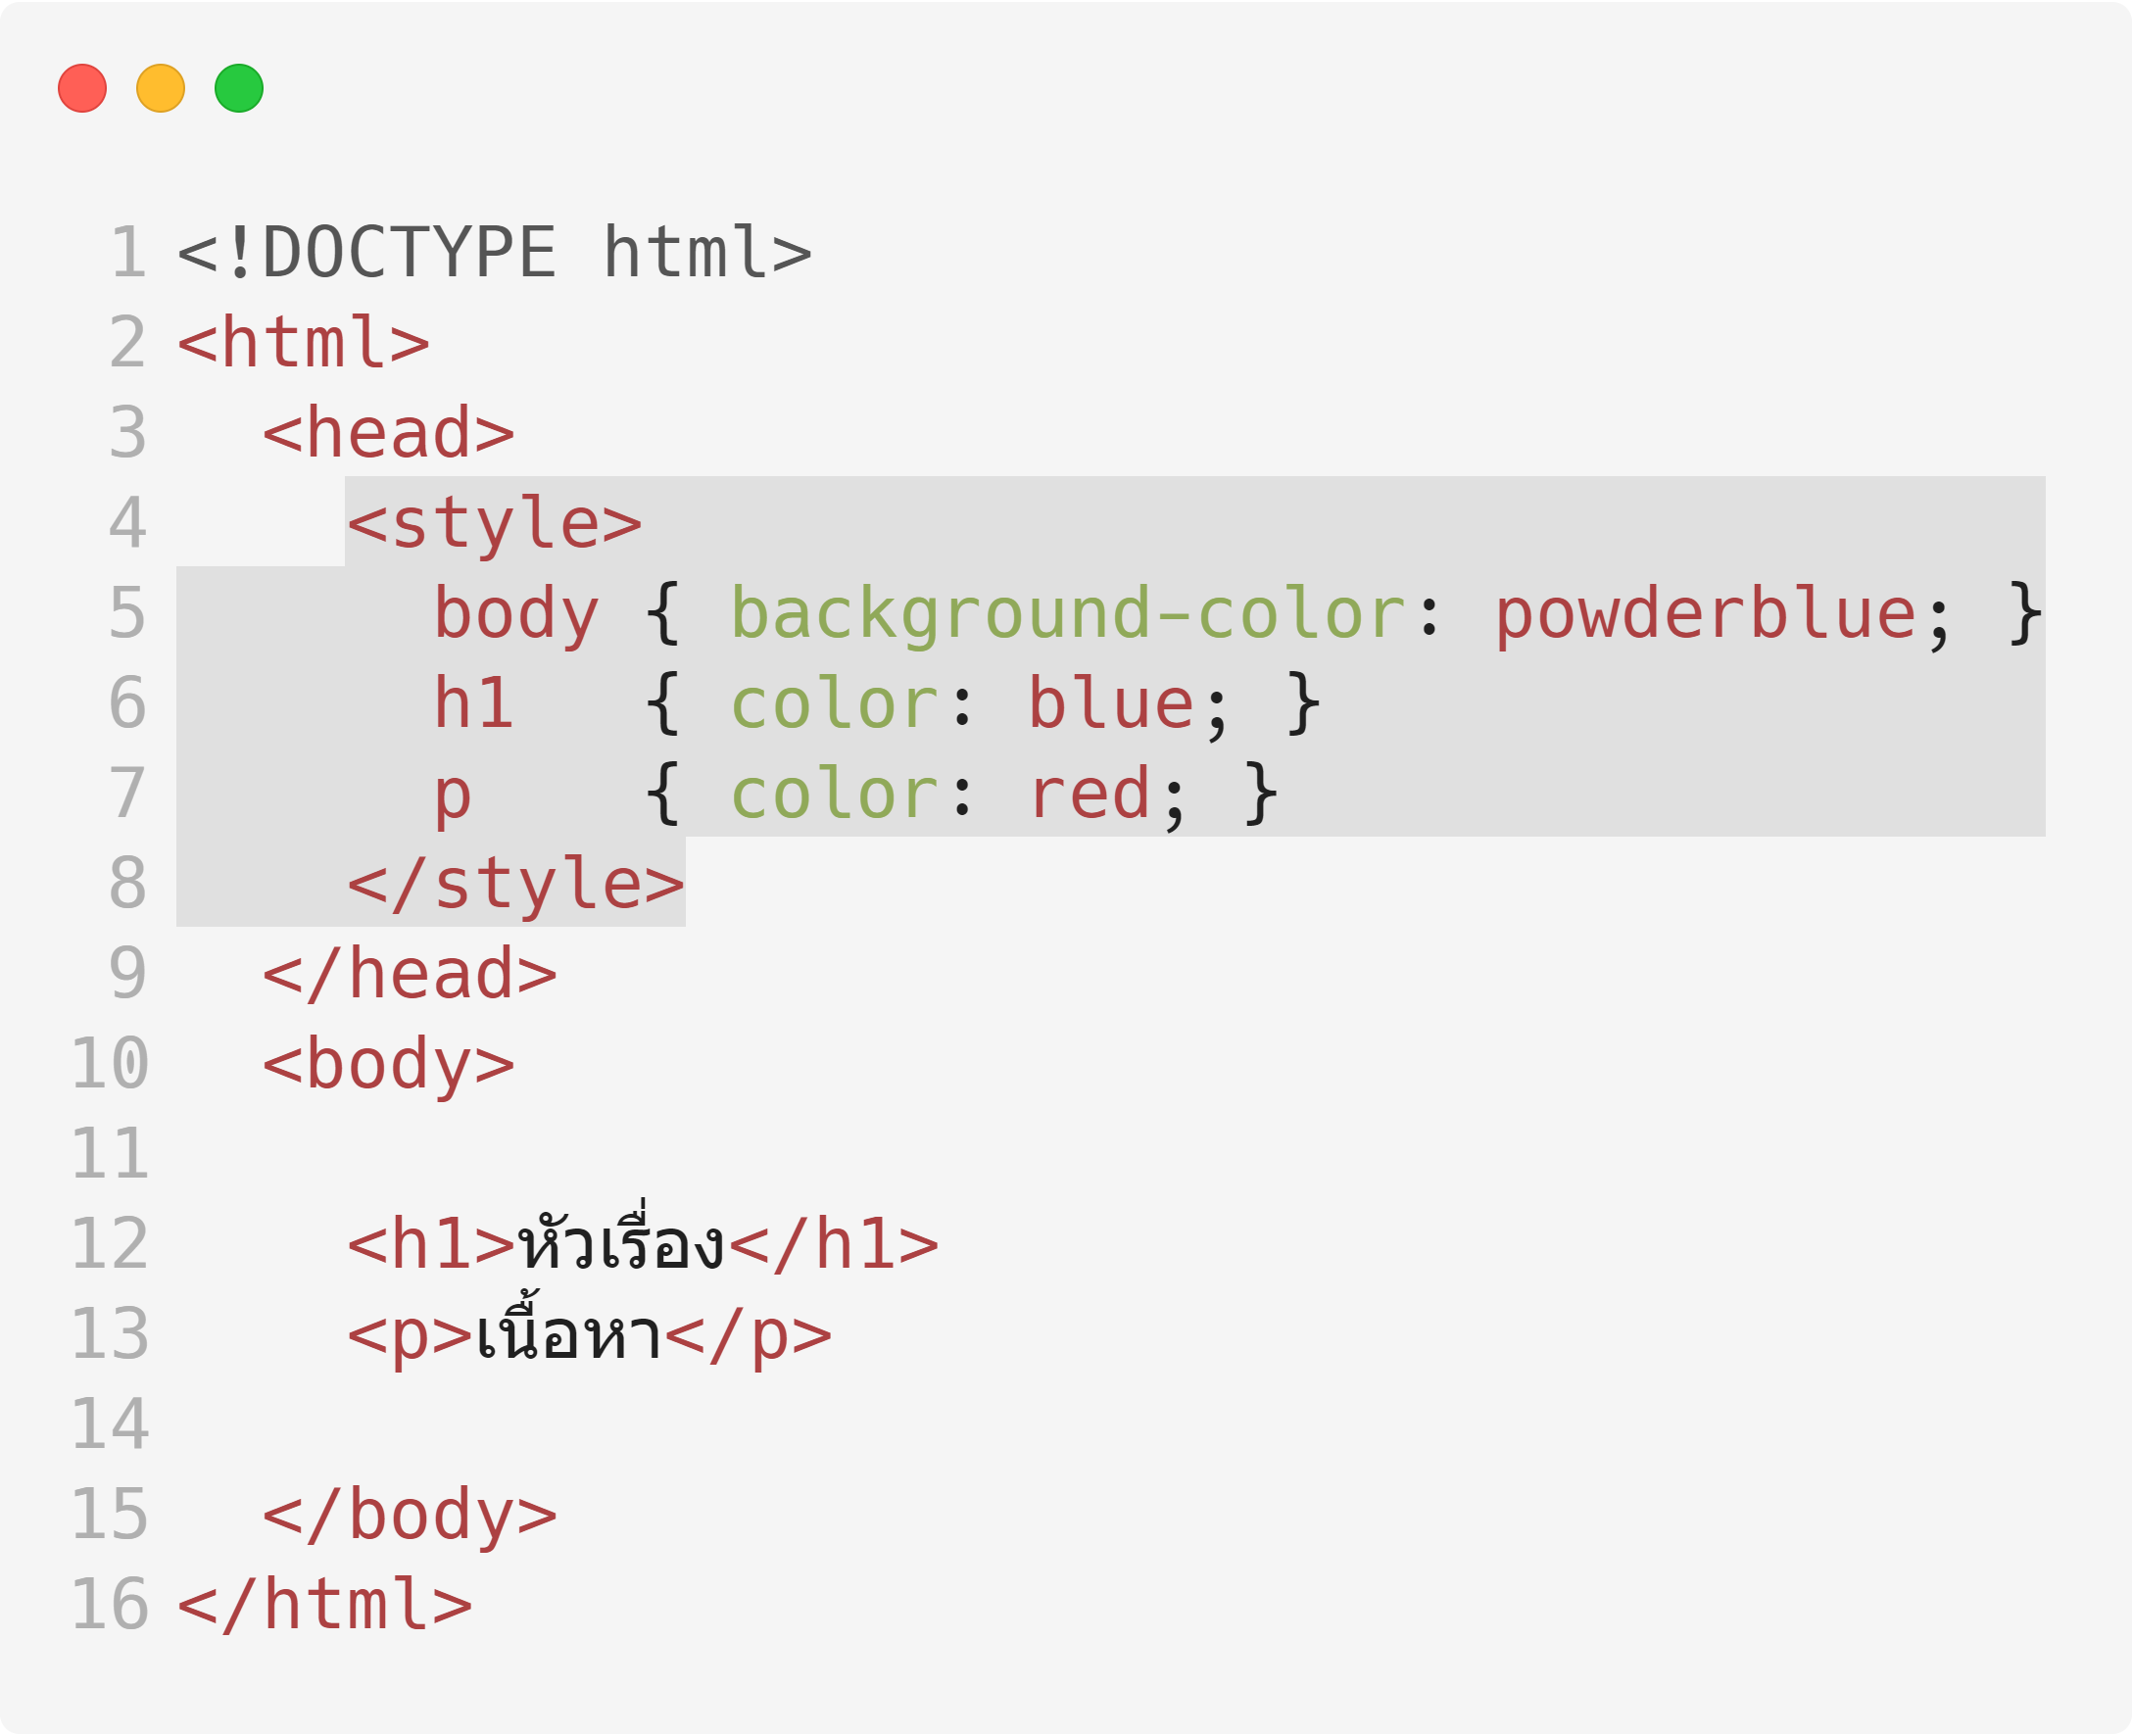 1 <!DOCTYPE html>
2 <html>
3   <head>
4     <style>
5       body { background-color: powderblue; }
6       h1   { color: blue; }
7       p    { color: red; }
8     </style>
9   </head>
10   <body>
11
12     <h1>หัวเรื่อง</h1>
13     <p>เนื้อหา</p>
14
15   </body>
16 </html>